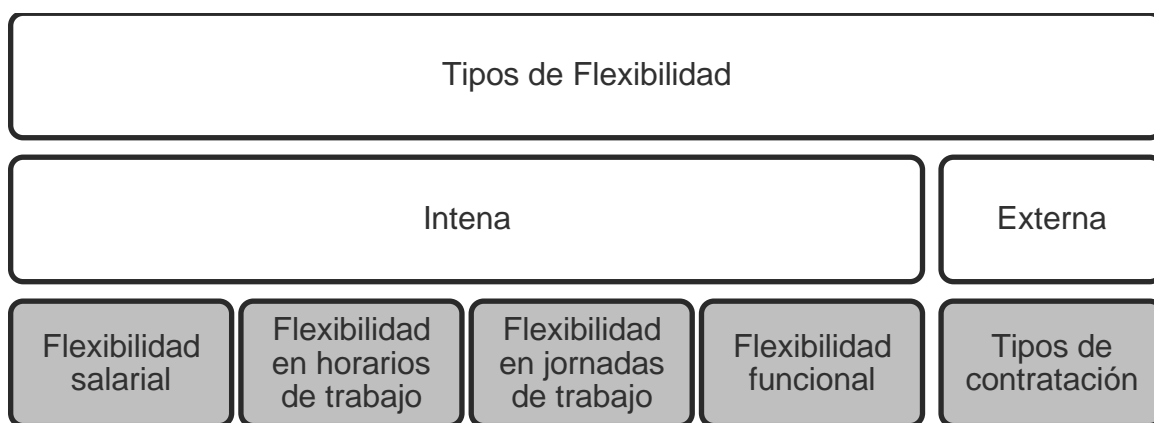 Tipos de Flexibilidad
Intena
Externa
Flexibilidad
salarial
Flexibilidad
en horarios
de trabajo
Flexibilidad
en jornadas
de trabajo
Flexibilidad
funcional
Tipos de
contratación